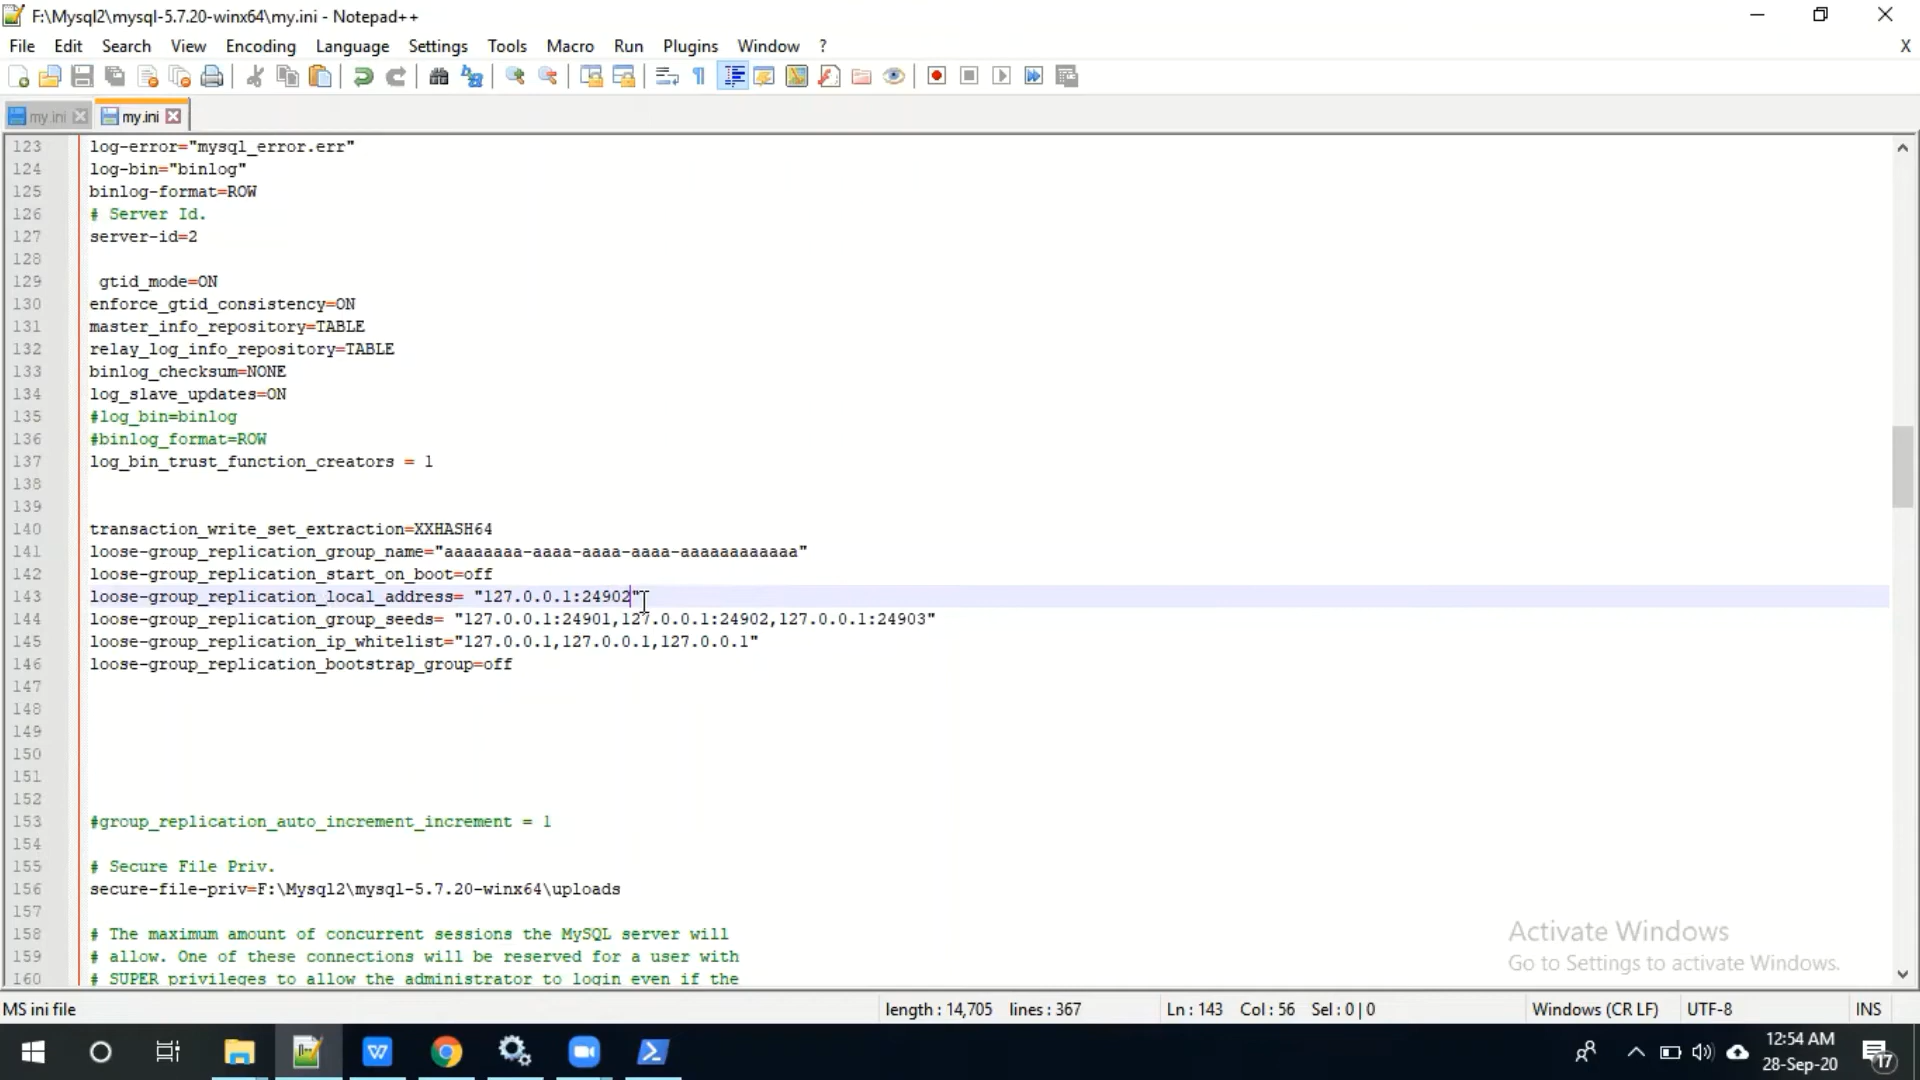 F:\Mysql2\mysql-5.7.20-winx64\my.ini - Notepad++
File Edit Search View Encoding Language Settings Tools Macro Run Plugins Window ? X
my.ini my.ini
123 log-error="mysql_error.err"
124 log-bin="binlog"
125 binlog-format=ROW
126 # Server Id.
127 server-id=2
128
129 gtid_mode=ON
130 enforce_gtid_consistency=ON
131 master_info_repository=TABLE
132 relay_log_info_repository=TABLE
133 binlog_checksum=NONE
134 log_slave_updates=ON
135 #log_bin=binlog
136 #binlog_format=ROW
137 log_bin_trust_function_creators = 1
138
139
140 transaction_write_set_extraction=XXHASH64
141 loose-group_replication_group_name="aaaaaaaa-aaaa-aaaa-aaaa-aaaaaaaaaaaa"
142 loose-group_replication_start_on_boot=off
143 loose-group_replication_local_address= "127.0.0.1:24902"
144 loose-group_replication_group_seeds= "127.0.0.1:24901,127.0.0.1:24902,127.0.0.1:24903"
145 loose-group_replication_ip_whitelist="127.0.0.1,127.0.0.1,127.0.0.1"
146 loose-group_replication_bootstrap_group=off
147
148
149
150
151
152
153 #group_replication_auto_increment_increment = 1
154
155 # Secure File Priv.
156 secure-file-priv=F:\Mysql2\mysql-5.7.20-winx64\uploads
157
158 # The maximum amount of concurrent sessions the MySQL server will
159 # allow. One of these connections will be reserved for a user with
160 # SUPER privileges to allow the administrator to login even if the
Activate Windows
Go to Settings to activate Windows.
MS ini file length : 14,705 lines : 367 Ln : 143 Col : 56 Sel : 0 | 0 Windows (CR LF) UTF-8 INS
12:54 AM
28-Sep-20
17